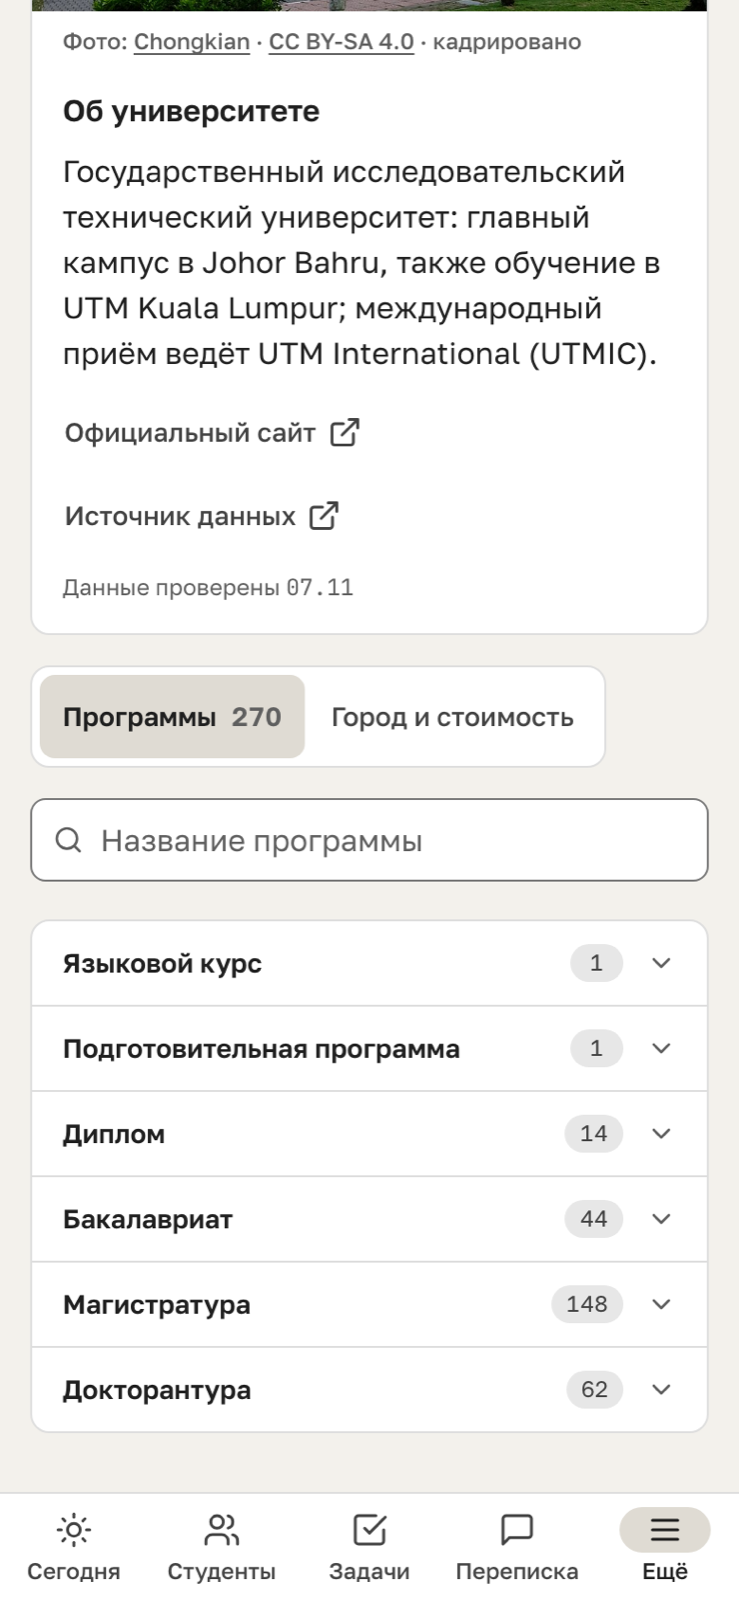 Фото: Chongkian · CC BY-SA 4.0 · кадрировано
Об университете
Государственный исследовательский
технический университет: главный
кампус в Johor Bahru, также обучение в
UTM Kuala Lumpur; международный
приём ведёт UTM International (UTMIC).
Официальный сайт
Источник данных
Данные проверены 07.11
Программы 270 Город и стоимость
Название программы
Языковой курс 1
Подготовительная программа 1
Диплом 14
Бакалавриат 44
Магистратура 148
Докторантура 62
Сегодня Студенты Задачи Переписка Ещё